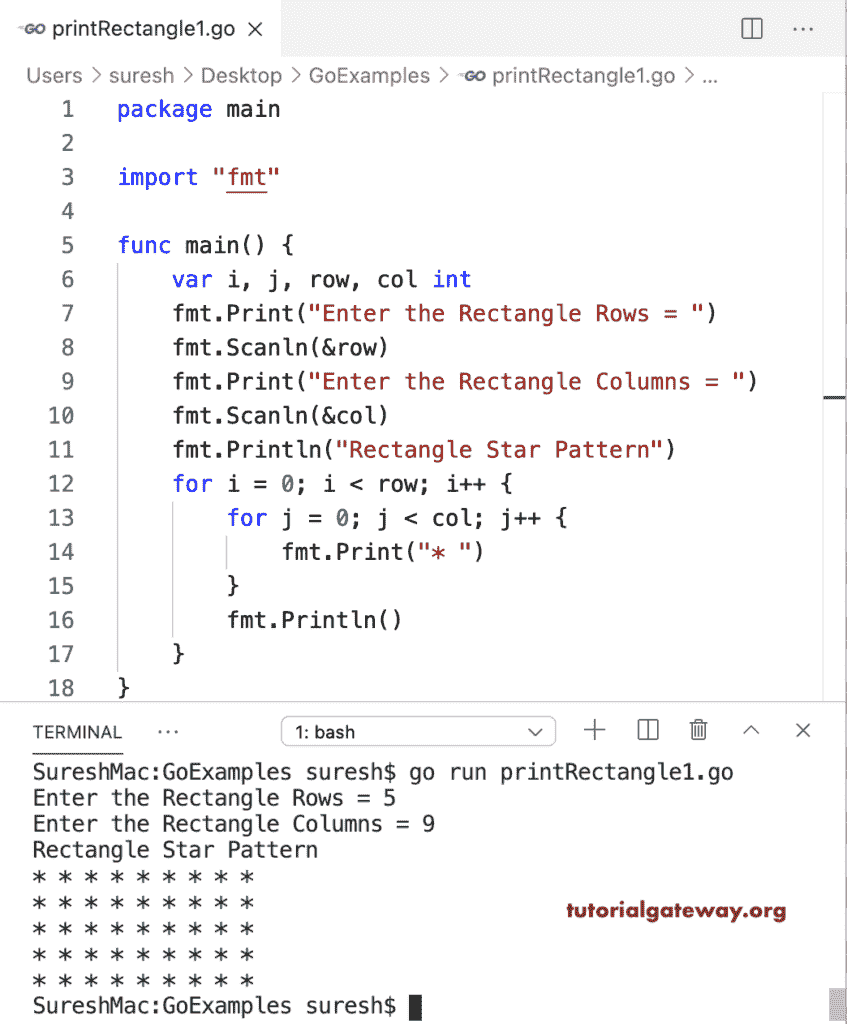 GO printRectangle1.go ×
Users > suresh > Desktop > GoExamples > GO printRectangle1.go > ...
1 package main
2
3 import "fmt"
4
5 func main() {
6     var i, j, row, col int
7     fmt.Print("Enter the Rectangle Rows = ")
8     fmt.Scanln(&row)
9     fmt.Print("Enter the Rectangle Columns = ")
10     fmt.Scanln(&col)
11     fmt.Println("Rectangle Star Pattern")
12     for i = 0; i < row; i++ {
13         for j = 0; j < col; j++ {
14             fmt.Print("* ")
15         }
16         fmt.Println()
17     }
18 }
TERMINAL ... 1: bash
SureshMac:GoExamples suresh$ go run printRectangle1.go
Enter the Rectangle Rows = 5
Enter the Rectangle Columns = 9
Rectangle Star Pattern
* * * * * * * * *
* * * * * * * * *
* * * * * * * * *
* * * * * * * * *
* * * * * * * * *
tutorialgateway.org
SureshMac:GoExamples suresh$